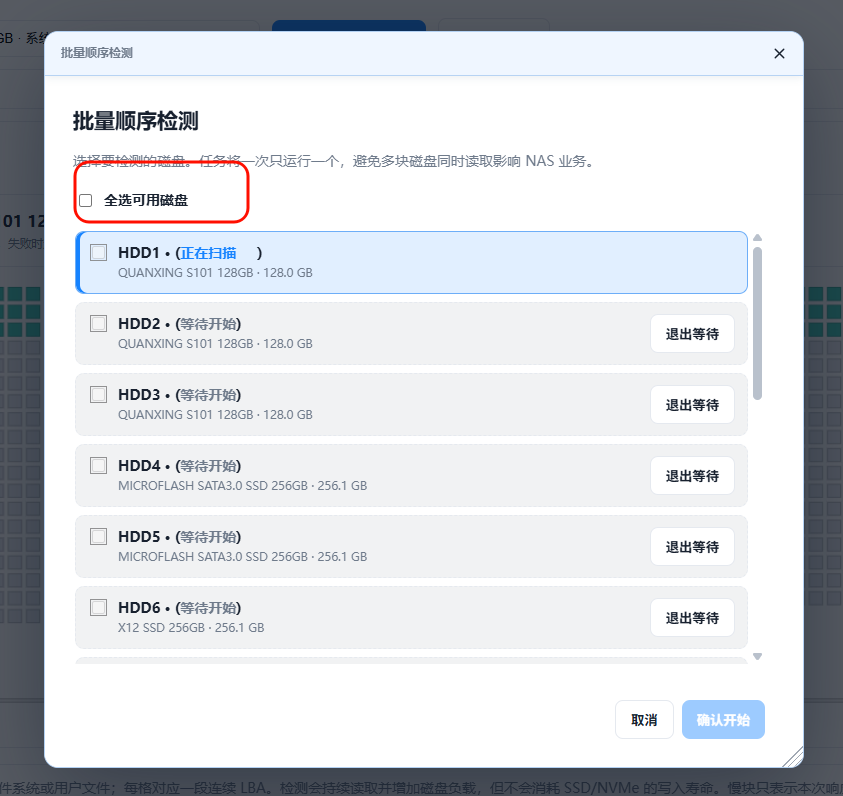 GB · 系统
批量顺序检测
批量顺序检测
选择要检测的磁盘。任务将一次只运行一个，避免多块磁盘同时读取影响 NAS 业务。
全选可用磁盘
01 12
失败时
HDD1 • (正在扫描 )
QUANXING S101 128GB · 128.0 GB
HDD2 • (等待开始)
退出等待
QUANXING S101 128GB · 128.0 GB
HDD3 • (等待开始)
退出等待
QUANXING S101 128GB · 128.0 GB
HDD4 • (等待开始)
退出等待
MICROFLASH SATA3.0 SSD 256GB · 256.1 GB
HDD5 • (等待开始)
退出等待
MICROFLASH SATA3.0 SSD 256GB · 256.1 GB
HDD6 • (等待开始)
退出等待
X12 SSD 256GB · 256.1 GB
取消 确认开始
件系统或用户文件；每格对应一段连续 LBA。检测会持续读取并增加磁盘负载，但不会消耗 SSD/NVMe 的写入寿命。慢块只表示本次响